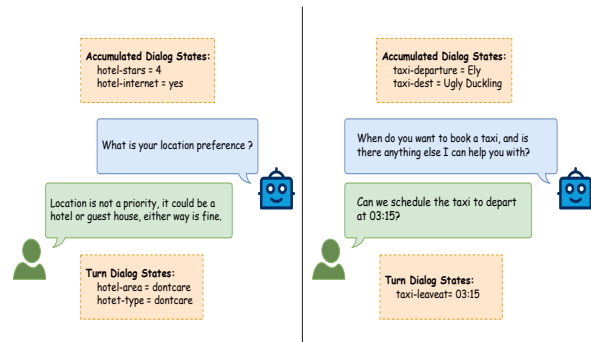 Accumulated Dialog States:
hotel-stars = 4
hotel-internet = yes
What is your location preference ?
Location is not a priority, it could be a
hotel or guest house, either way is fine.
Turn Dialog States:
hotel-area = dontcare
hotet-type = dontcare
Accumulated Dialog States:
taxi-departure = Ely
taxi-dest = Ugly Duckling
When do you want to book a taxi, and is
there anything else I can help you with?
Can we schedule the taxi to depart
at 03:15?
Turn Dialog States:
taxi-leaveat= 03:15